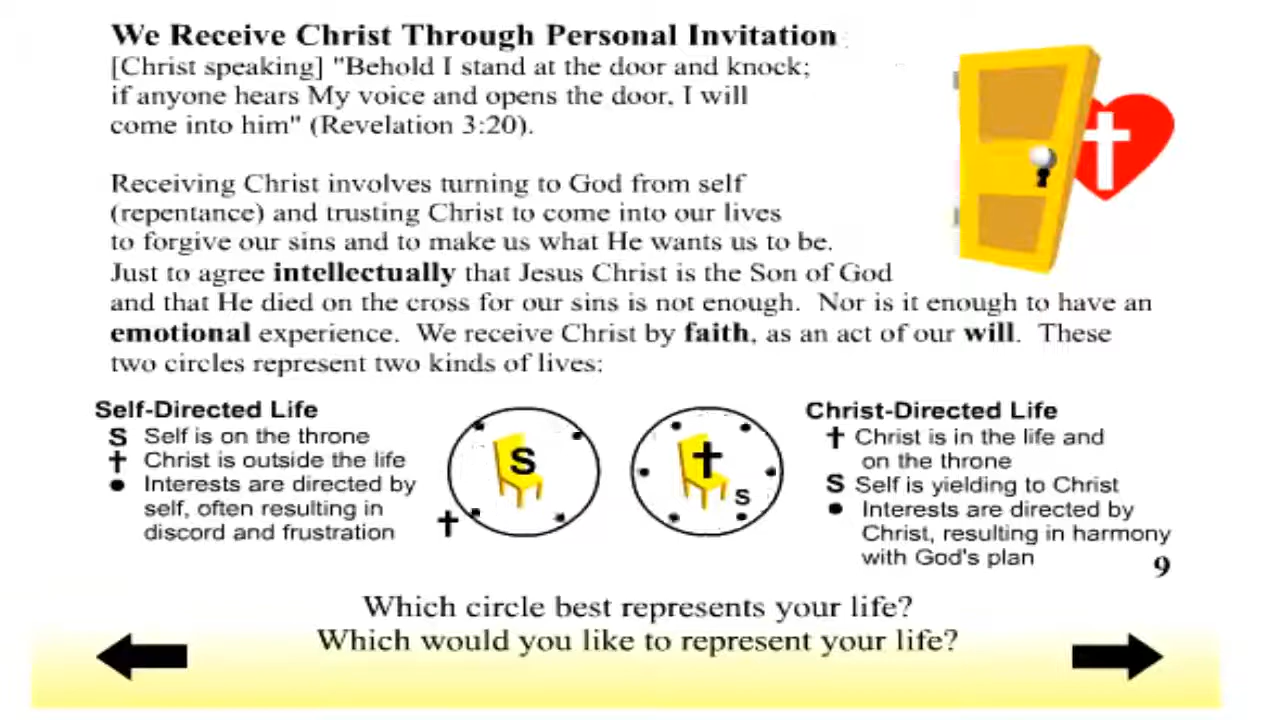 We Receive Christ Through Personal Invitation
[Christ speaking] "Behold I stand at the door and knock;
if anyone hears My voice and opens the door, I will
come into him" (Revelation 3:20).
Receiving Christ involves turning to God from self
(repentance) and trusting Christ to come into our lives
to forgive our sins and to make us what He wants us to be.
Just to agree intellectually that Jesus Christ is the Son of God
and that He died on the cross for our sins is not enough. Nor is it enough to have an
emotional experience. We receive Christ by faith, as an act of our will. These
two circles represent two kinds of lives:
Self-Directed Life
S Self is on the throne
† Christ is outside the life
• Interests are directed by
self, often resulting in
discord and frustration
S
†
†
S
Christ-Directed Life
† Christ is in the life and
on the throne
S Self is yielding to Christ
• Interests are directed by
Christ, resulting in harmony
with God's plan
9
Which circle best represents your life?
Which would you like to represent your life?